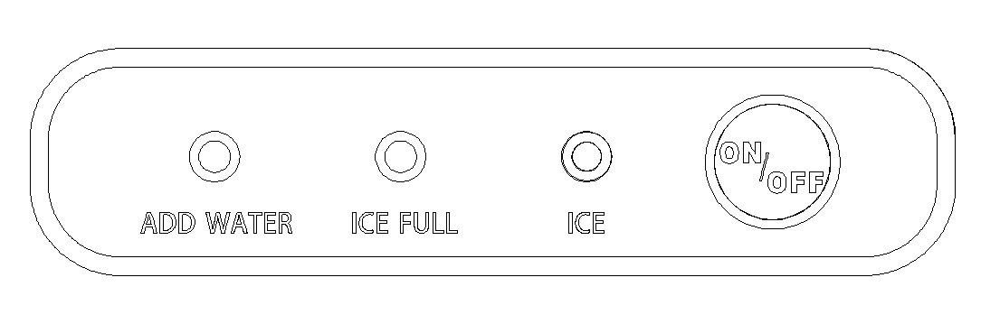 ON/OFF
ADD WATER
ICE FULL
ICE